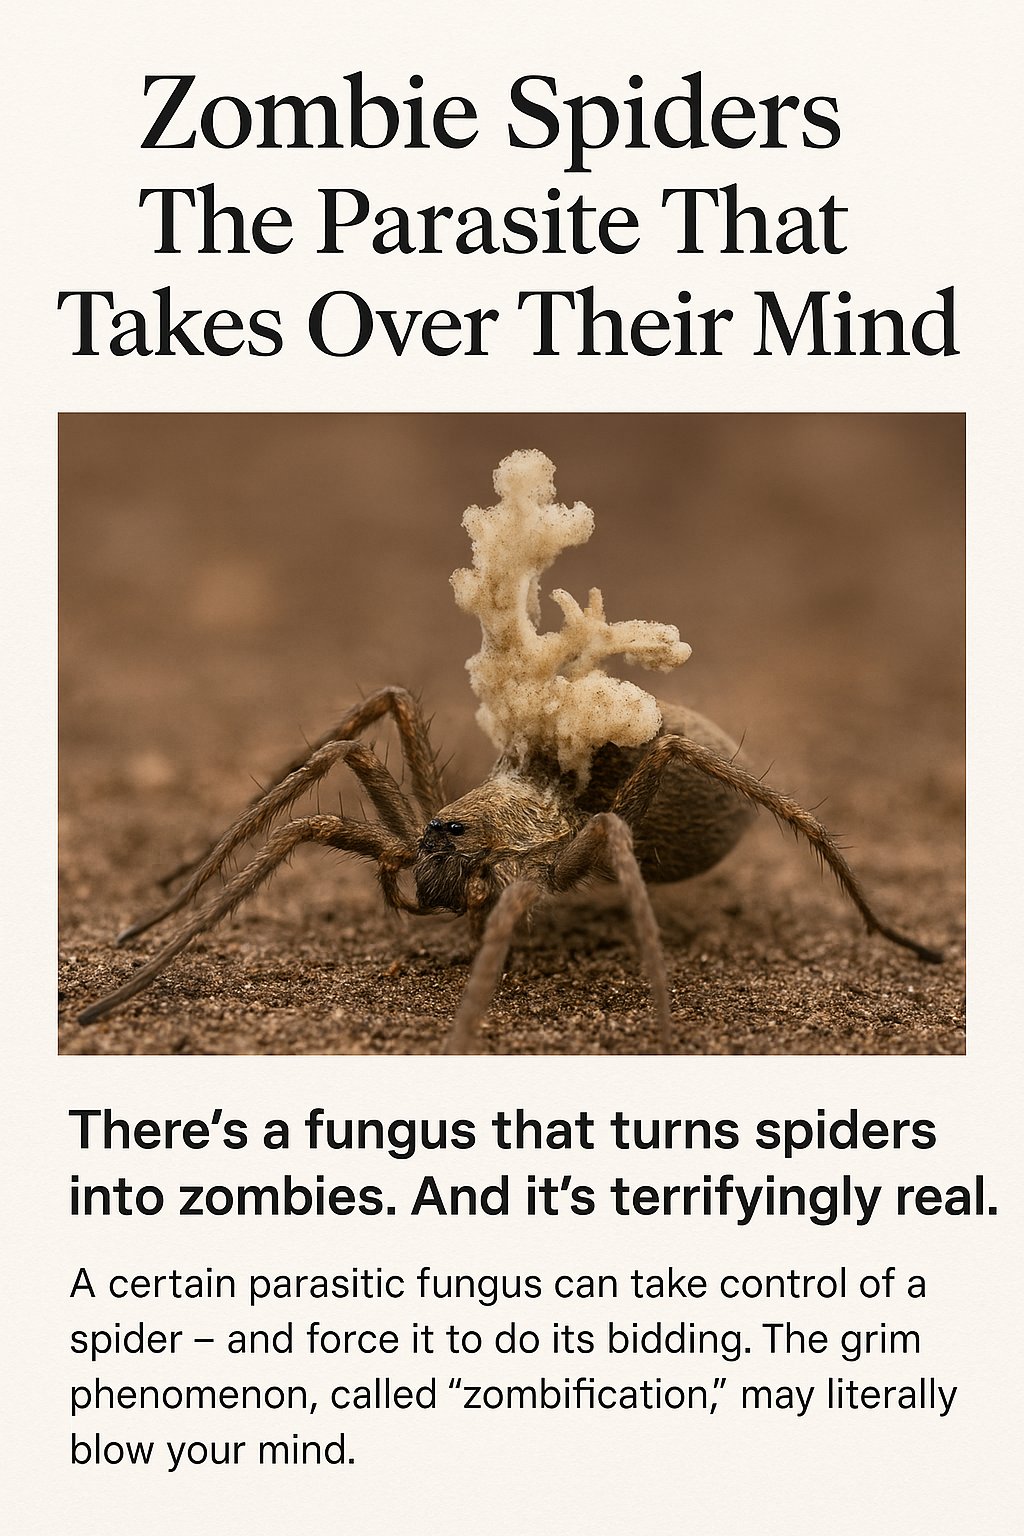 Zombie Spiders
The Parasite That
Takes Over Their Mind
There’s a fungus that turns spiders
into zombies. And it’s terrifyingly real.
A certain parasitic fungus can take control of a
spider – and force it to do its bidding. The grim
phenomenon, called “zombification,” may literally
blow your mind.